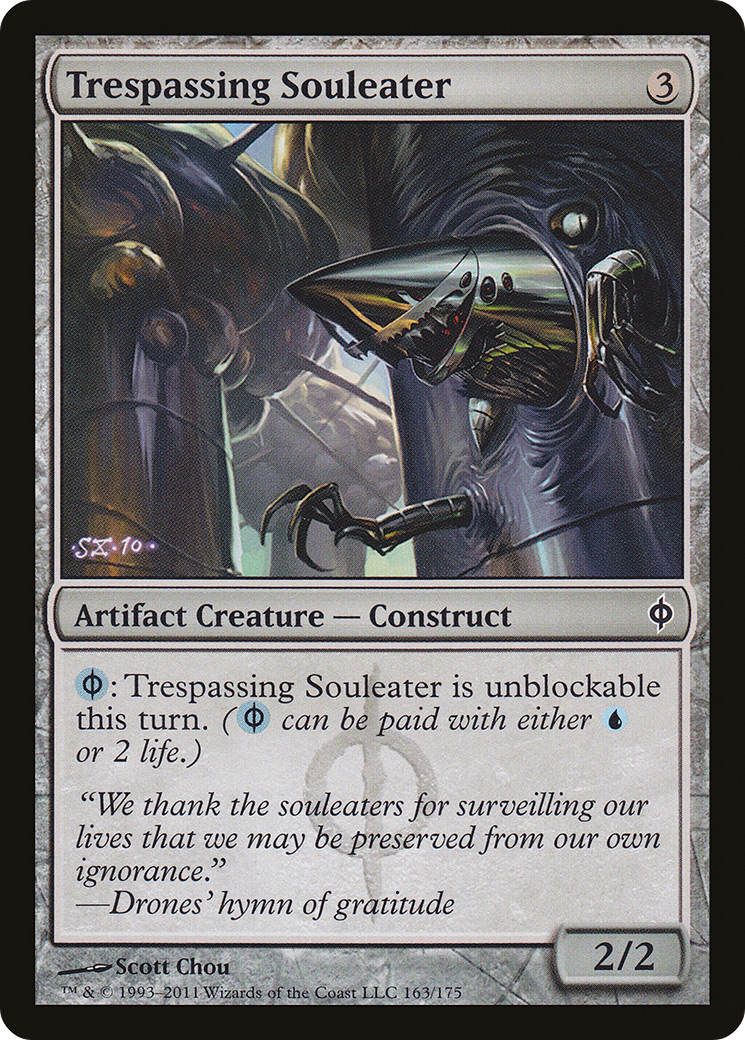 Trespassing Souleater 3
·SZ·10·
Artifact Creature — Construct
: Trespassing Souleater is unblockable
this turn. ( can be paid with either
or 2 life.)
“We thank the souleaters for surveilling our
lives that we may be preserved from our own
ignorance.”
—Drones’ hymn of gratitude
2/2
Scott Chou
™ & © 1993–2011 Wizards of the Coast LLC 163/175